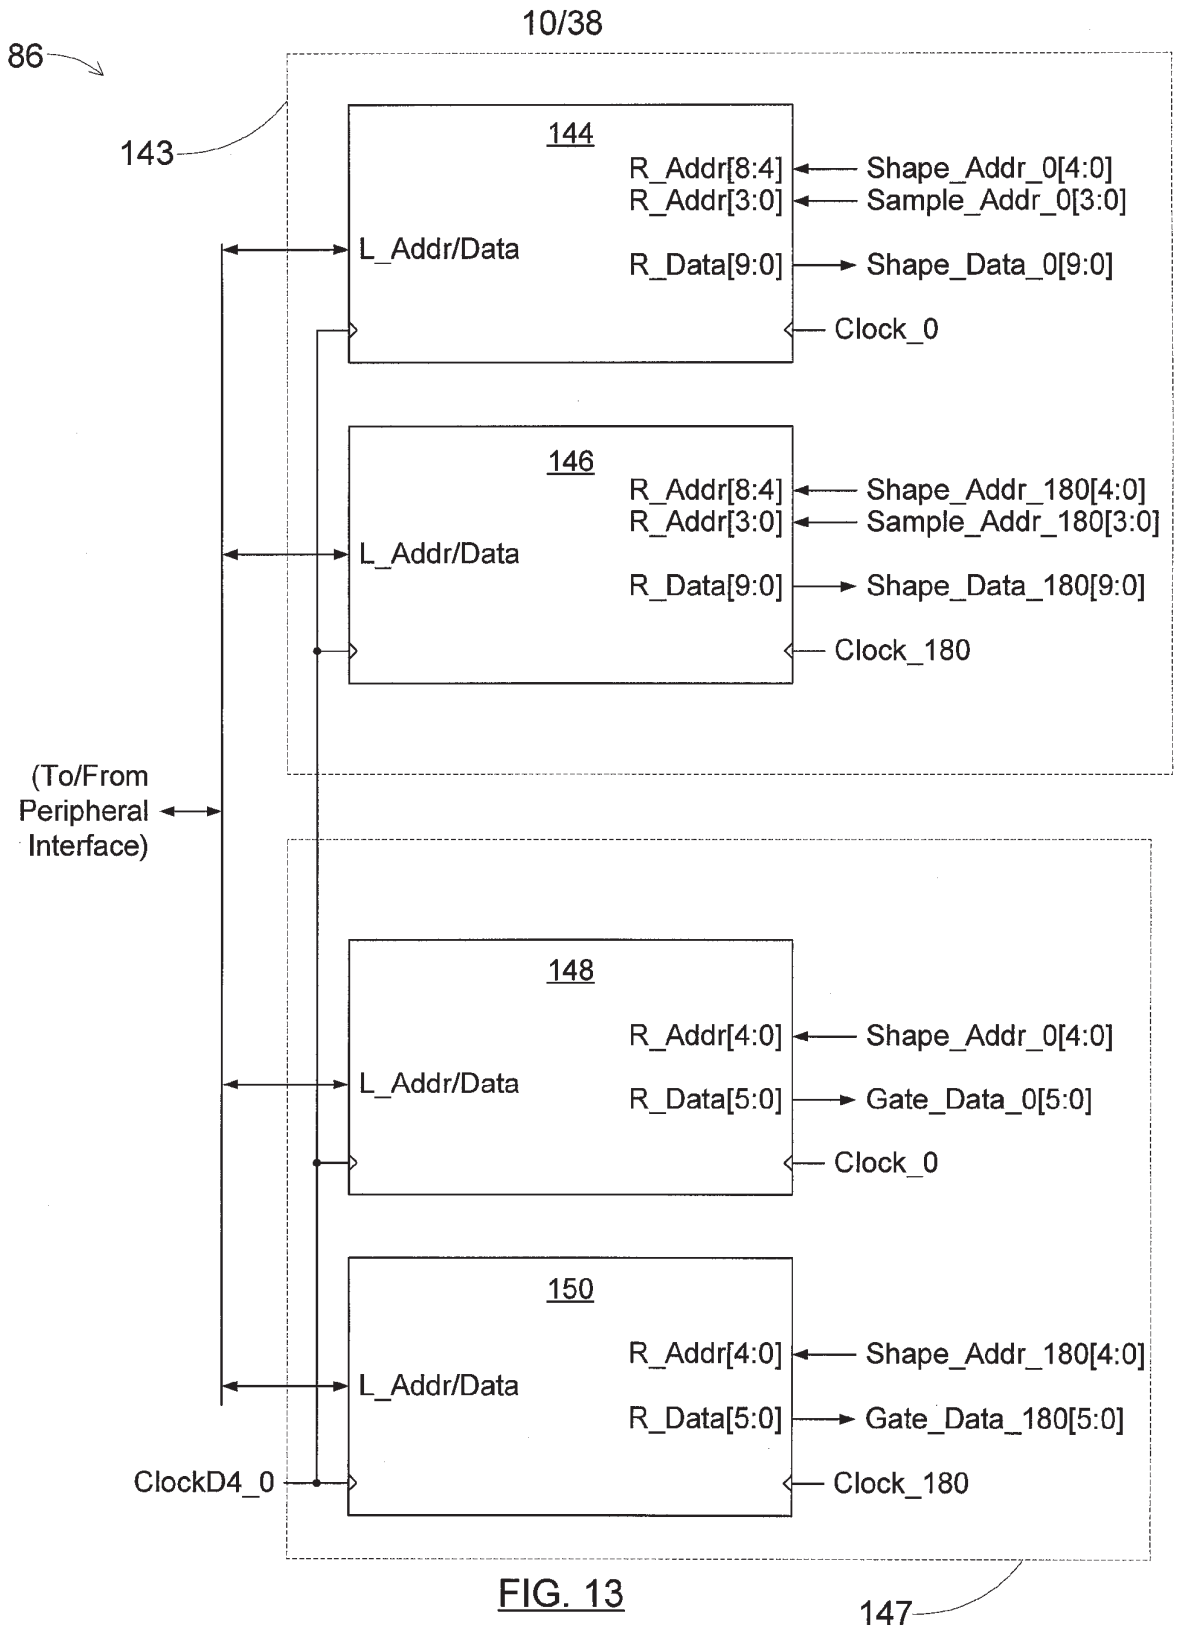 10/38
86
143
144
R_Addr[8:4]
Shape_Addr_0[4:0]
R_Addr[3:0]
Sample_Addr_0[3:0]
L_Addr/Data
R_Data[9:0]
Shape_Data_0[9:0]
Clock_0
146
R_Addr[8:4]
Shape_Addr_180[4:0]
R_Addr[3:0]
Sample_Addr_180[3:0]
L_Addr/Data
R_Data[9:0]
Shape_Data_180[9:0]
Clock_180
(To/From
Peripheral
Interface)
148
R_Addr[4:0]
Shape_Addr_0[4:0]
L_Addr/Data
R_Data[5:0]
Gate_Data_0[5:0]
Clock_0
150
R_Addr[4:0]
Shape_Addr_180[4:0]
L_Addr/Data
R_Data[5:0]
Gate_Data_180[5:0]
ClockD4_0
Clock_180
FIG. 13
147